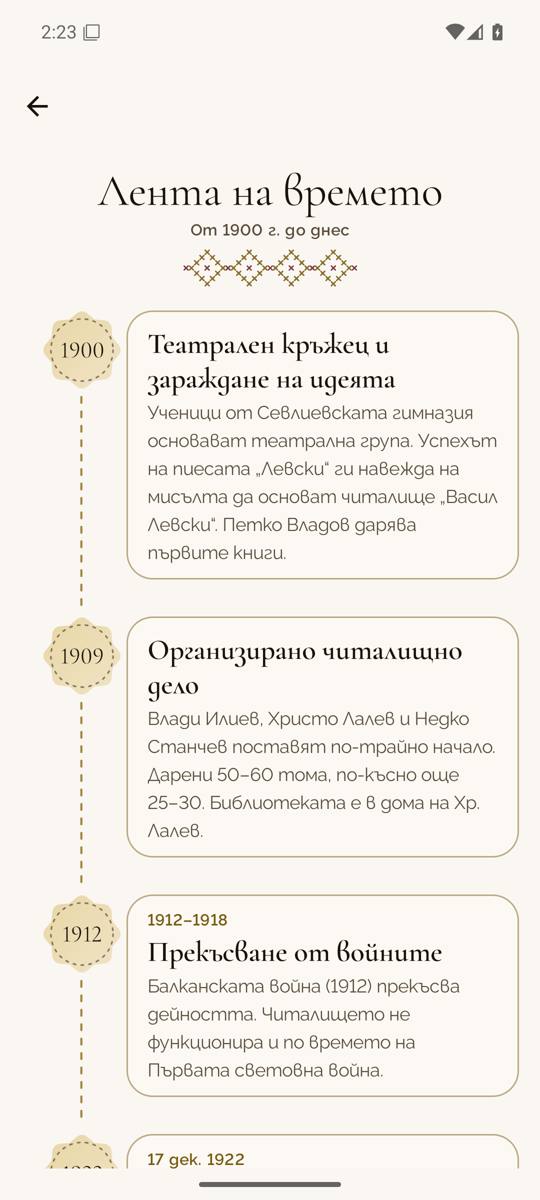 2:23
Лента на времето
От 1900 г. до днес
1900
Театрален кръжец и
зараждане на идеята
Ученици от Севлиевската гимназия
основават театрална група. Успехът
на пиесата „Левски“ ги навежда на
мисълта да основат читалище „Васил
Левски“. Петко Владов дарява
първите книги.
1909
Организирано читалищно
дело
Влади Илиев, Христо Лалев и Недко
Станчев поставят по-трайно начало.
Дарени 50–60 тома, по-късно още
25–30. Библиотеката е в дома на Хр.
Лалев.
1912
1912–1918
Прекъсване от войните
Балканската война (1912) прекъсва
дейността. Читалището не
функционира и по времето на
Първата световна война.
17 дек. 1922